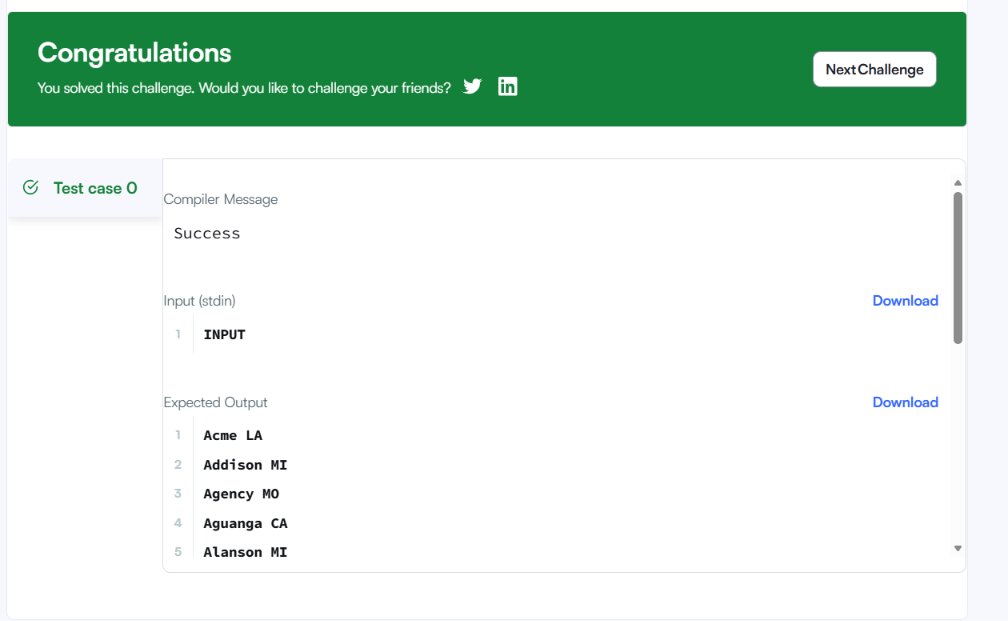 Congratulations
You solved this challenge. Would you like to challenge your friends?
Next Challenge
Test case 0
Compiler Message
Success
Input (stdin)
Download
1 INPUT
Expected Output
Download
1 Acme LA
2 Addison MI
3 Agency MO
4 Aguanga CA
5 Alanson MI